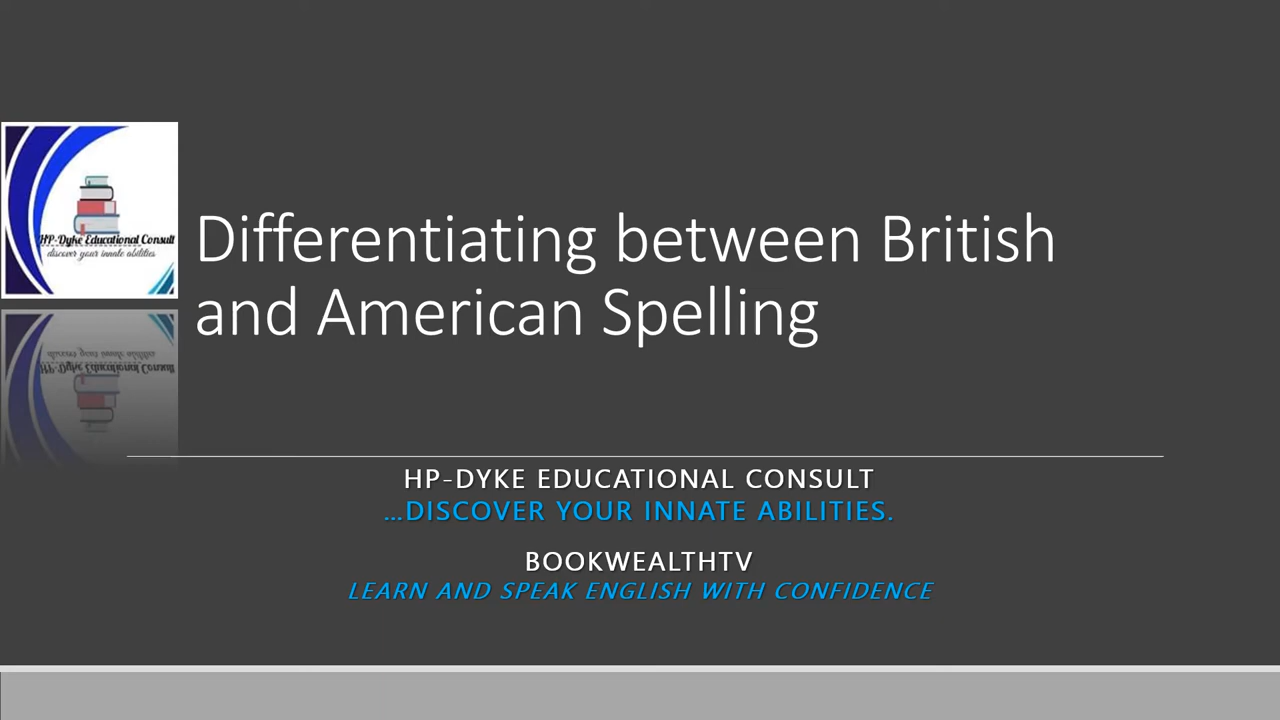 HP-Dyke Educational Consult
discover your innate abilities
Differentiating between British
and American Spelling
HP-DYKE EDUCATIONAL CONSULT
…DISCOVER YOUR INNATE ABILITIES.
BOOKWEALTHTV
LEARN AND SPEAK ENGLISH WITH CONFIDENCE